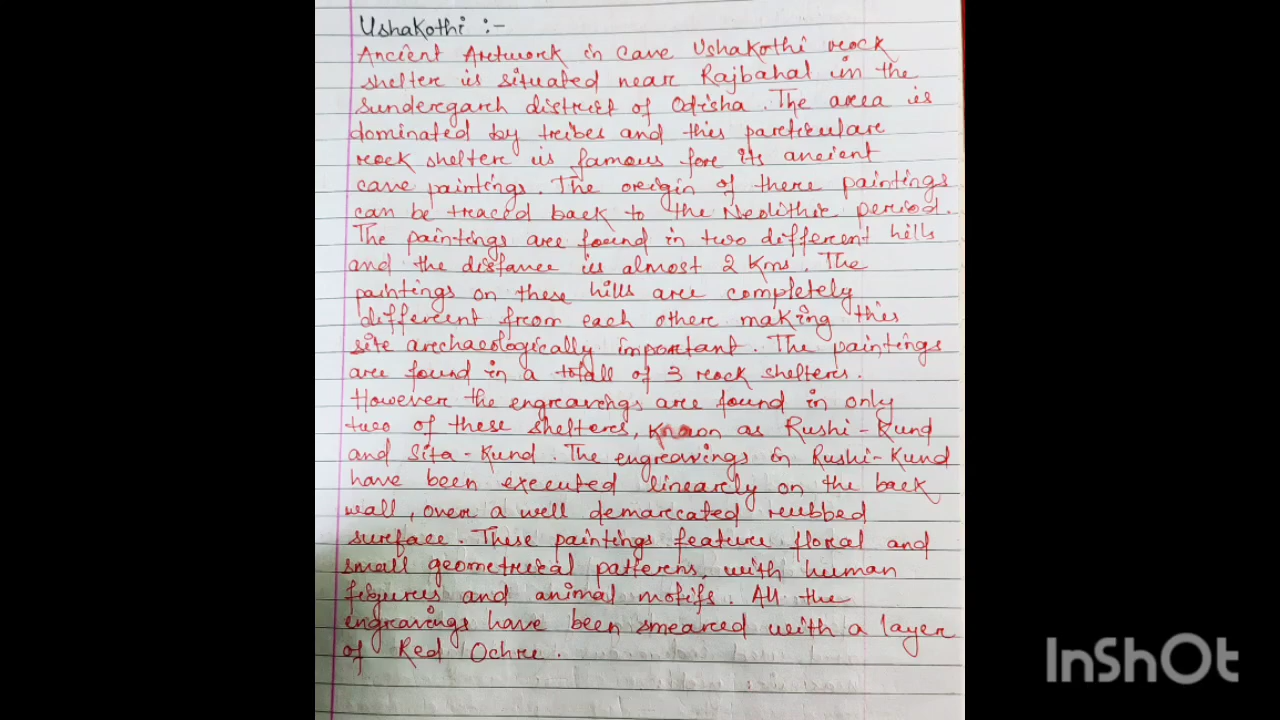 UshaKothi :-
Ancient Artwork in cave UshaKothi rock
shelter is situated near Rajbahal in the
Sundergarh district of Odisha. The area is
dominated by tribes and this particular
rock shelter is famous for its ancient
cave paintings. The origin of there paintings
can be traced back to the Neolithic period.
The paintings are found in two different hills
and the distance is almost 2 Kms. The
paintings on these hills are completely
different from each other making this
site archaeologically important. The paintings
are found in a totall of 3 rock shelters.
However the engravings are found in only
two of these shelters, known as Rushi-Kund
and Sita-Kund. The engravings in Rushi-Kund
have been executed linearly on the back
wall, over a well demarcated rubbed
surface. These paintings feature floral and
small geometrical patterns, with human
figures and animal motifs. All the
engravings have been smeared with a layer
of Red Ochre.
InShOt